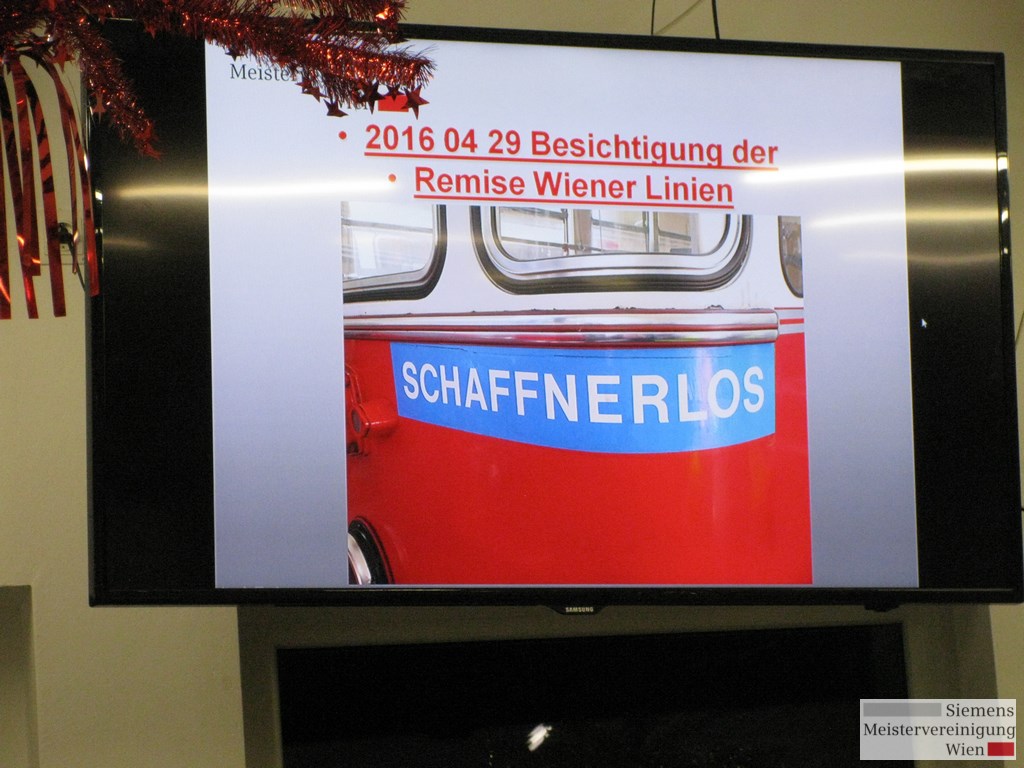 Meister
• 2016 04 29 Besichtigung der
• Remise Wiener Linien
SCHAFFNERLOS
SAMSUNG
Siemens
Meistervereinigung
Wien